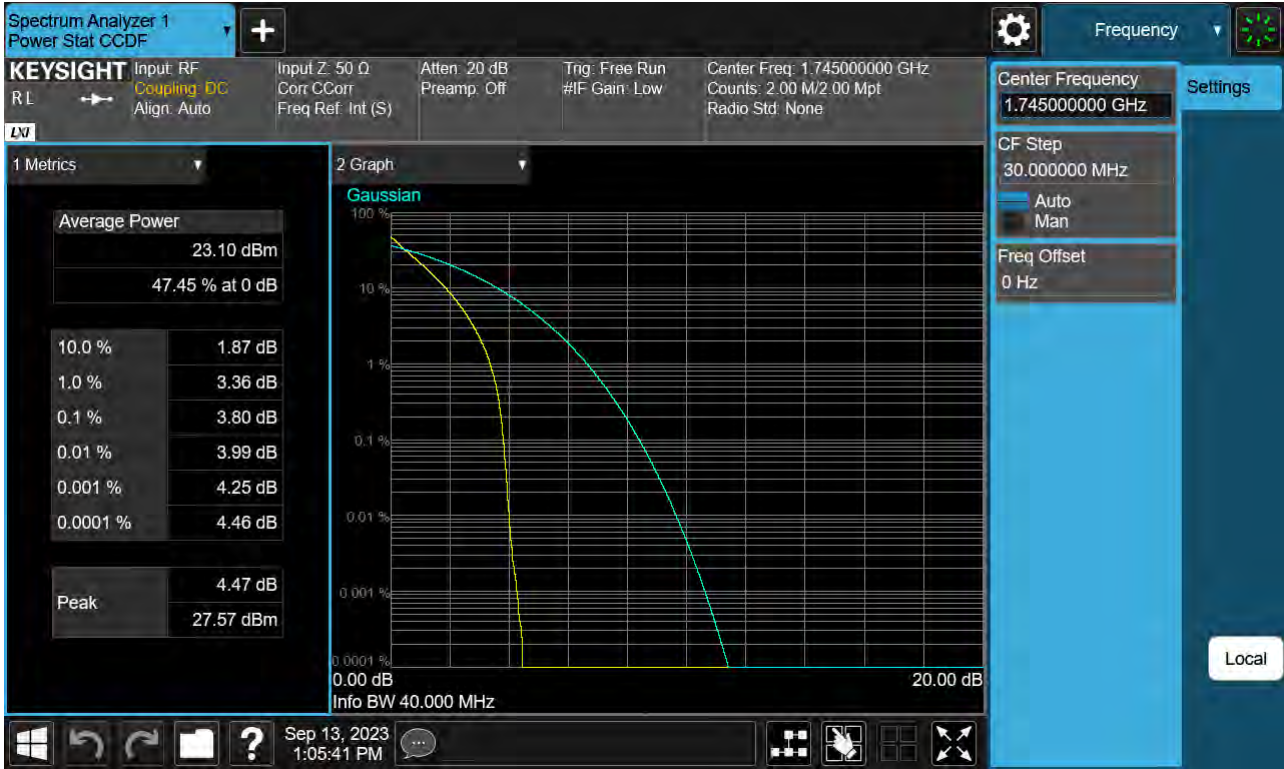 Spectrum Analyzer 1
Power Stat CCDF
Frequency
KEYSIGHT
R L
LXI
Input: RF
Coupling: DC
Align: Auto
Input Z: 50 Ω
Corr CCorr
Freq Ref: Int (S)
Atten: 20 dB
Preamp: Off
Trig: Free Run
#IF Gain: Low
Center Freq: 1.745000000 GHz
Counts: 2.00 M/2.00 Mpt
Radio Std: None
Center Frequency
1.745000000 GHz
Settings
CF Step
30.000000 MHz
Auto
Man
Freq Offset
0 Hz
Local
1 Metrics
Average Power
23.10 dBm
47.45 % at 0 dB
10.0 % 1.87 dB
1.0 % 3.36 dB
0.1 % 3.80 dB
0.01 % 3.99 dB
0.001 % 4.25 dB
0.0001 % 4.46 dB
Peak
4.47 dB
27.57 dBm
2 Graph
Gaussian
100 %
10 %
1 %
0.1 %
0.01 %
0.001 %
0.0001 %
0.00 dB 20.00 dB
Info BW 40.000 MHz
?
Sep 13, 2023
1:05:41 PM